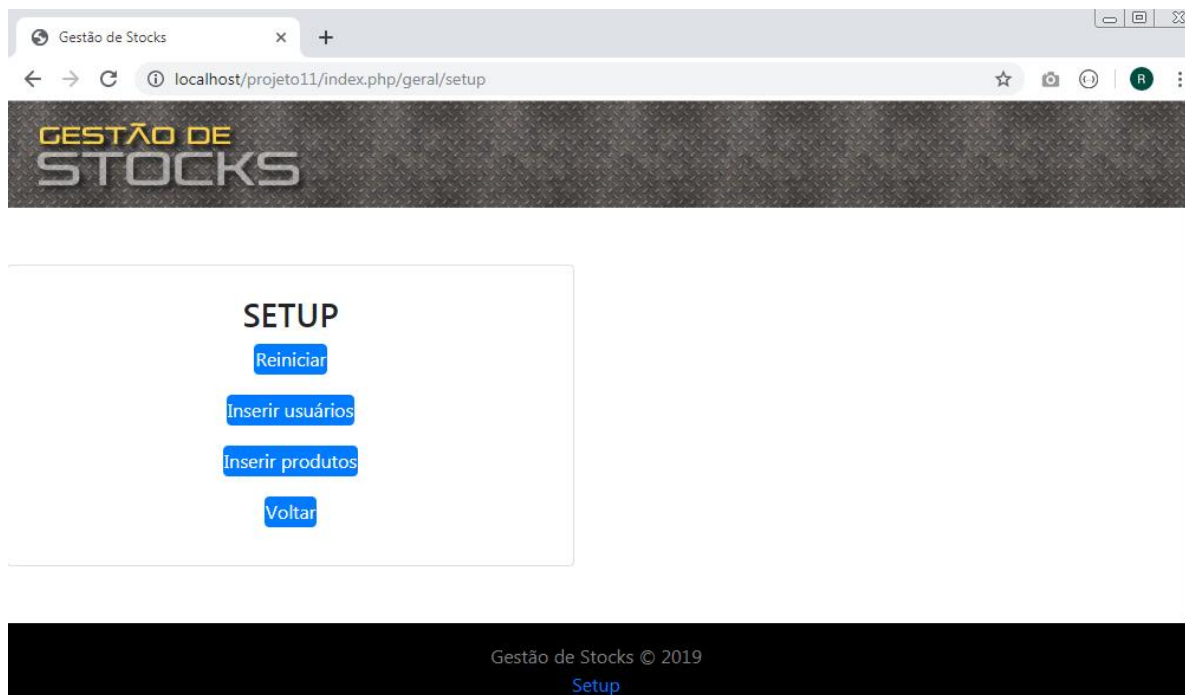 Gestão de Stocks
localhost/projeto11/index.php/geral/setup
R
GESTÃO DE
STOCKS
SETUP
Reiniciar
Inserir usuários
Inserir produtos
Voltar
Gestão de Stocks © 2019
Setup